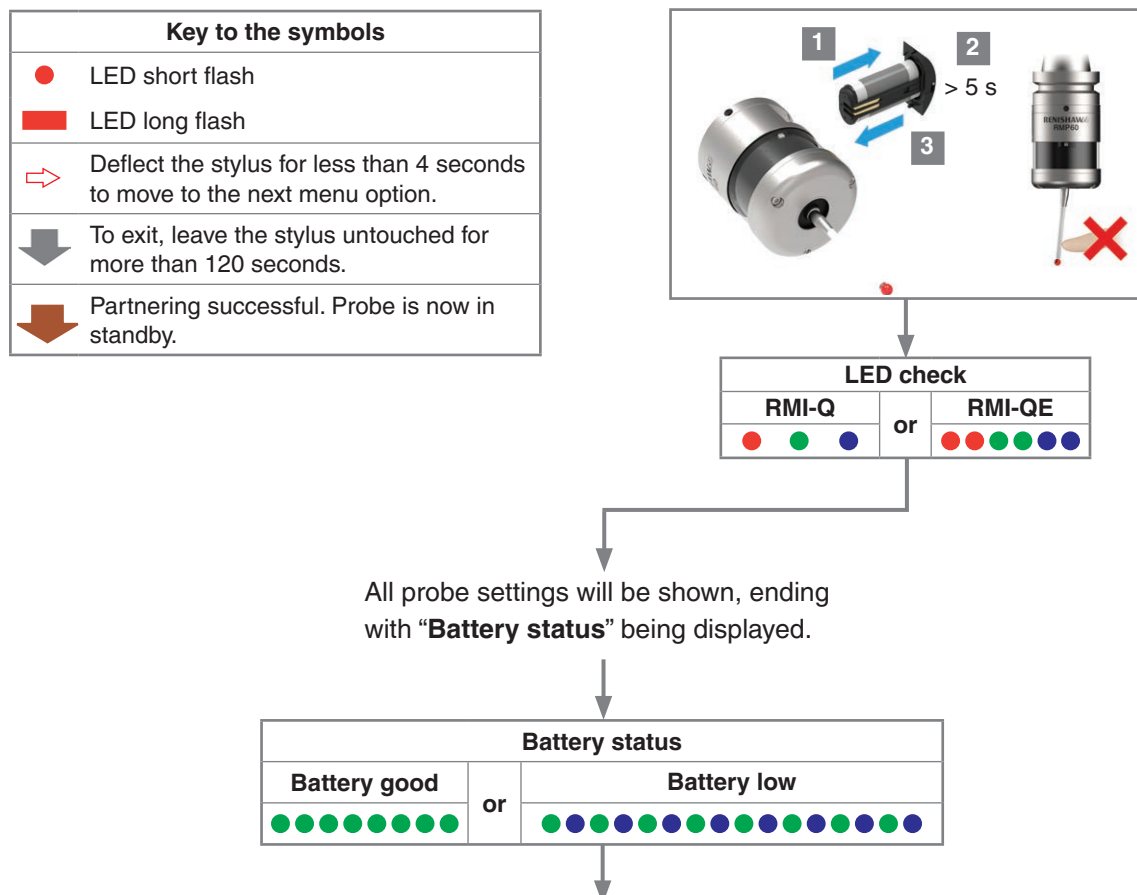 Key to the symbols
LED short flash
LED long flash
Deflect the stylus for less than 4 seconds
to move to the next menu option.
To exit, leave the stylus untouched for
more than 120 seconds.
Partnering successful. Probe is now in
standby.
1
2
> 5 s
3
RENISHAW
RMP60
LED check
RMI-Q
or
RMI-QE
All probe settings will be shown, ending
with “Battery status” being displayed.
Battery status
Battery good
or
Battery low